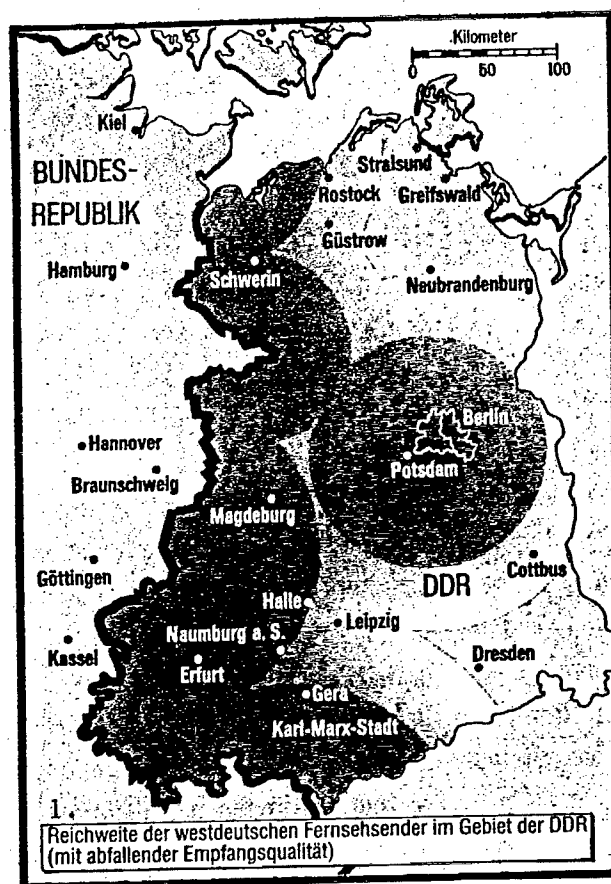 Kilometer
0 50 100
Kiel
BUNDES-
REPUBLIK
Stralsund
Rostock
Greifswald
Güstrow
Hamburg
Schwerin
Neubrandenburg
Hannover
Berlin
Braunschweig
Potsdam
Magdeburg
Göttingen
DDR
Cottbus
Halle
Leipzig
Naumburg a. S.
Kassel
Dresden
Erfurt
Gera
Karl-Marx-Stadt
1.
Reichweite der westdeutschen Fernsehsender im Gebiet der DDR
(mit abfallender Empfangsqualität)